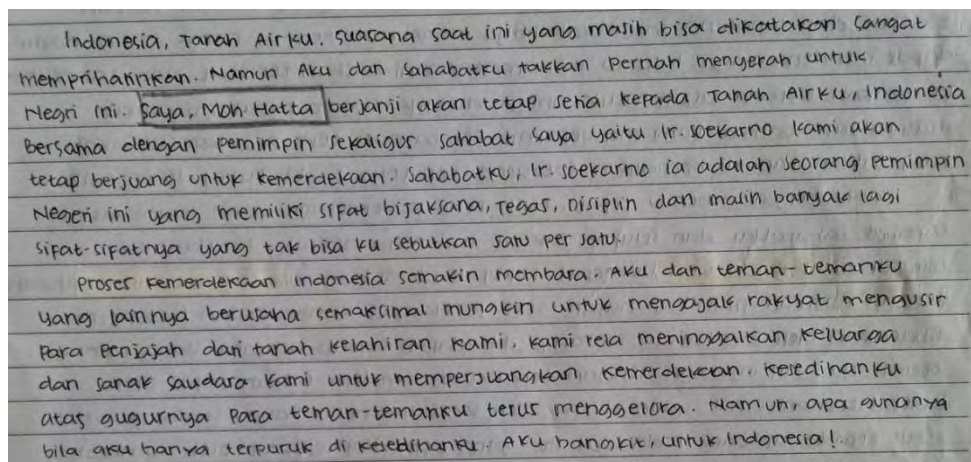 Indonesia, Tanah Airku. Suasana saat ini yang masih bisa dikatakan sangat
memprihatinkan. Namun Aku dan sahabatku takkan pernah menyerah untuk
Negri ini. Saya, Moh Hatta berjanji akan tetap setia kepada Tanah Airku, Indonesia
Bersama dengan pemimpin sekaligus sahabat saya yaitu Ir. Soekarno kami akan
tetap berjuang untuk kemerdekaan. Sahabatku, Ir. Soekarno ia adalah seorang pemimpin
Negeri ini yang memiliki sifat bijaksana, Tegas, Disiplin dan masih banyak lagi
sifat-sifatnya yang tak bisa ku sebutkan satu per satu.
Proses kemerdekaan indonesia semakin membara. Aku dan teman-temanku
yang lainnya berusaha semaksimal mungkin untuk mengajak rakyat mengusir
para penjajah dari tanah kelahiran kami. kami rela meninggalkan keluarga
dan sanak saudara kami untuk memperjuangkan kemerdekaan. kesedihanku
atas gugurnya para teman-temanku terus menggelora. Namun, apa gunanya
bila aku hanya terpuruk di kesedihanku. Aku bangkit, untuk Indonesia!.